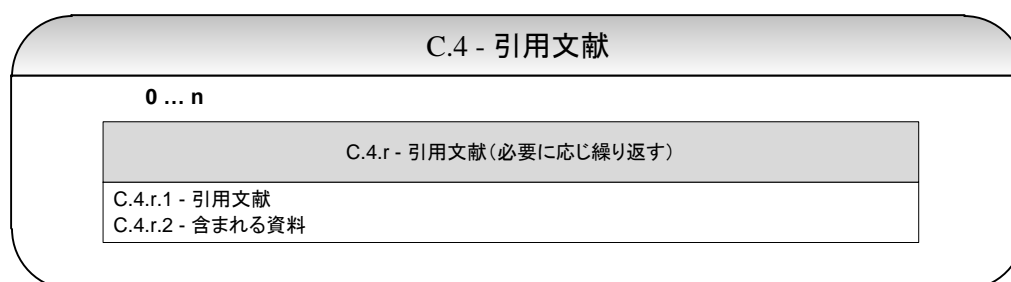 C.4 - 引用文献
0 … n
C.4.r - 引用文献（必要に応じ繰り返す）
C.4.r.1 - 引用文献
C.4.r.2 - 含まれる資料